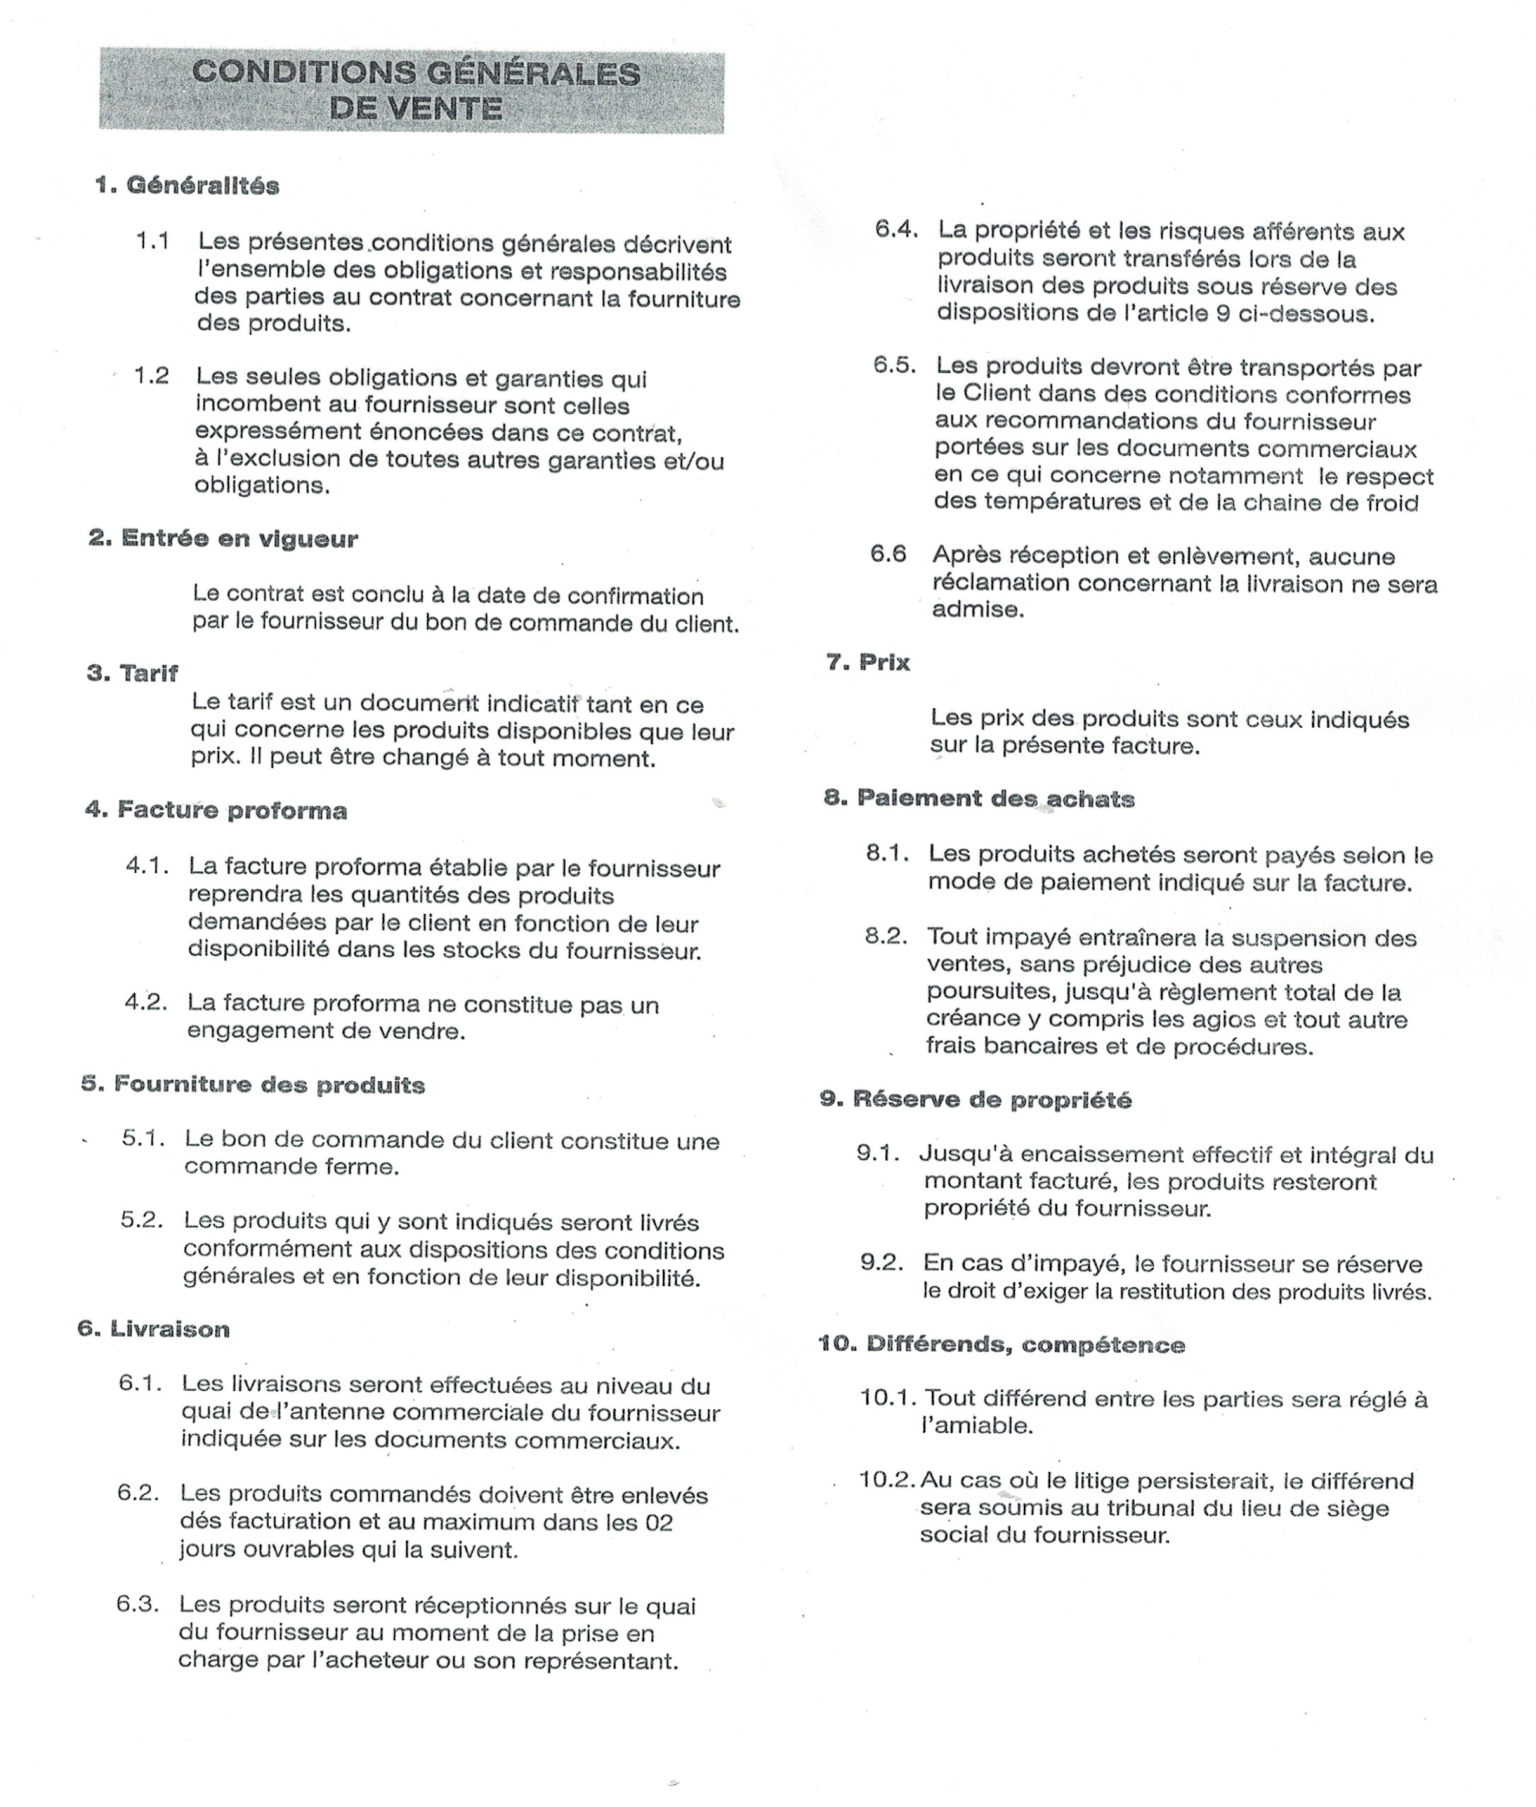 CONDITIONS GÉNÉRALES
DE VENTE
1. Généralités
1.1 Les présentes conditions générales décrivent
l'ensemble des obligations et responsabilités
des parties au contrat concernant la fourniture
des produits.
1.2 Les seules obligations et garanties qui
incombent au fournisseur sont celles
expressément énoncées dans ce contrat,
à l'exclusion de toutes autres garanties et/ou
obligations.
2. Entrée en vigueur
Le contrat est conclu à la date de confirmation
par le fournisseur du bon de commande du client.
3. Tarif
Le tarif est un document indicatif tant en ce
qui concerne les produits disponibles que leur
prix. Il peut être changé à tout moment.
4. Facture proforma
4.1. La facture proforma établie par le fournisseur
reprendra les quantités des produits
demandées par le client en fonction de leur
disponibilité dans les stocks du fournisseur.
4.2. La facture proforma ne constitue pas un
engagement de vendre.
5. Fourniture des produits
5.1. Le bon de commande du client constitue une
commande ferme.
5.2. Les produits qui y sont indiqués seront livrés
conformément aux dispositions des conditions
générales et en fonction de leur disponibilité.
6. Livraison
6.1. Les livraisons seront effectuées au niveau du
quai de l'antenne commerciale du fournisseur
indiquée sur les documents commerciaux.
6.2. Les produits commandés doivent être enlevés
dés facturation et au maximum dans les 02
jours ouvrables qui la suivent.
6.3. Les produits seront réceptionnés sur le quai
du fournisseur au moment de la prise en
charge par l'acheteur ou son représentant.
6.4. La propriété et les risques afférents aux
produits seront transférés lors de la
livraison des produits sous réserve des
dispositions de l'article 9 ci-dessous.
6.5. Les produits devront être transportés par
le Client dans des conditions conformes
aux recommandations du fournisseur
portées sur les documents commerciaux
en ce qui concerne notamment le respect
des températures et de la chaine de froid
6.6 Après réception et enlèvement, aucune
réclamation concernant la livraison ne sera
admise.
7. Prix
Les prix des produits sont ceux indiqués
sur la présente facture.
8. Paiement des achats
8.1. Les produits achetés seront payés selon le
mode de paiement indiqué sur la facture.
8.2. Tout impayé entraînera la suspension des
ventes, sans préjudice des autres
poursuites, jusqu'à règlement total de la
créance y compris les agios et tout autre
frais bancaires et de procédures.
9. Réserve de propriété
9.1. Jusqu'à encaissement effectif et intégral du
montant facturé, les produits resteront
propriété du fournisseur.
9.2. En cas d'impayé, le fournisseur se réserve
le droit d'exiger la restitution des produits livrés.
10. Différends, compétence
10.1. Tout différend entre les parties sera réglé à
l'amiable.
10.2. Au cas où le litige persisterait, le différend
sera soumis au tribunal du lieu de siège
social du fournisseur.